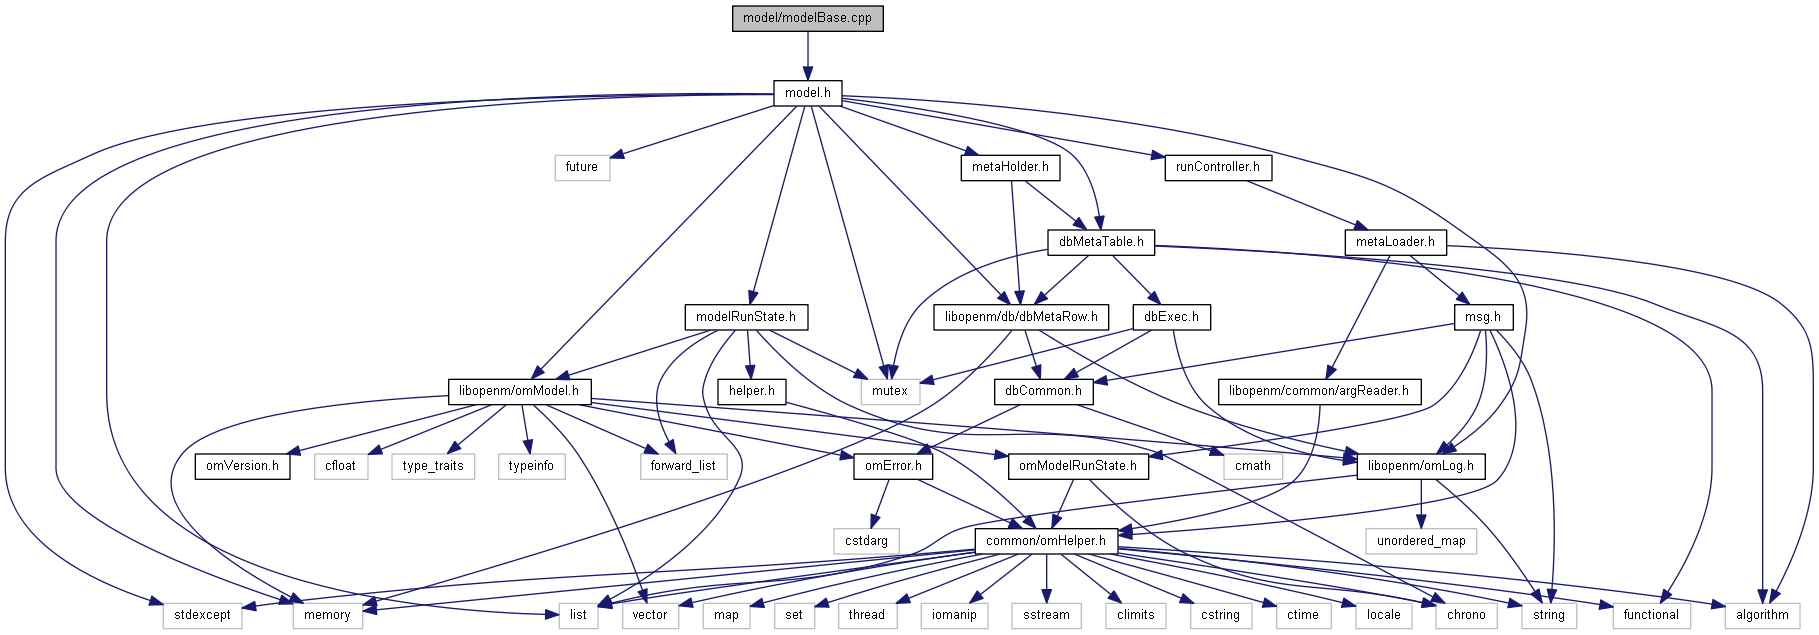 model/modelBase.cpp
model.h
future
metaHolder.h
runController.h
dbMetaTable.h
metaLoader.h
modelRunState.h
libopenm/db/dbMetaRow.h
dbExec.h
msg.h
libopenm/omModel.h
helper.h
mutex
dbCommon.h
libopenm/common/argReader.h
omVersion.h
cfloat
type_traits
typeinfo
forward_list
omError.h
omModelRunState.h
cmath
libopenm/omLog.h
cstdarg
common/omHelper.h
unordered_map
stdexcept
memory
list
vector
map
set
thread
iomanip
sstream
climits
cstring
ctime
locale
chrono
string
functional
algorithm